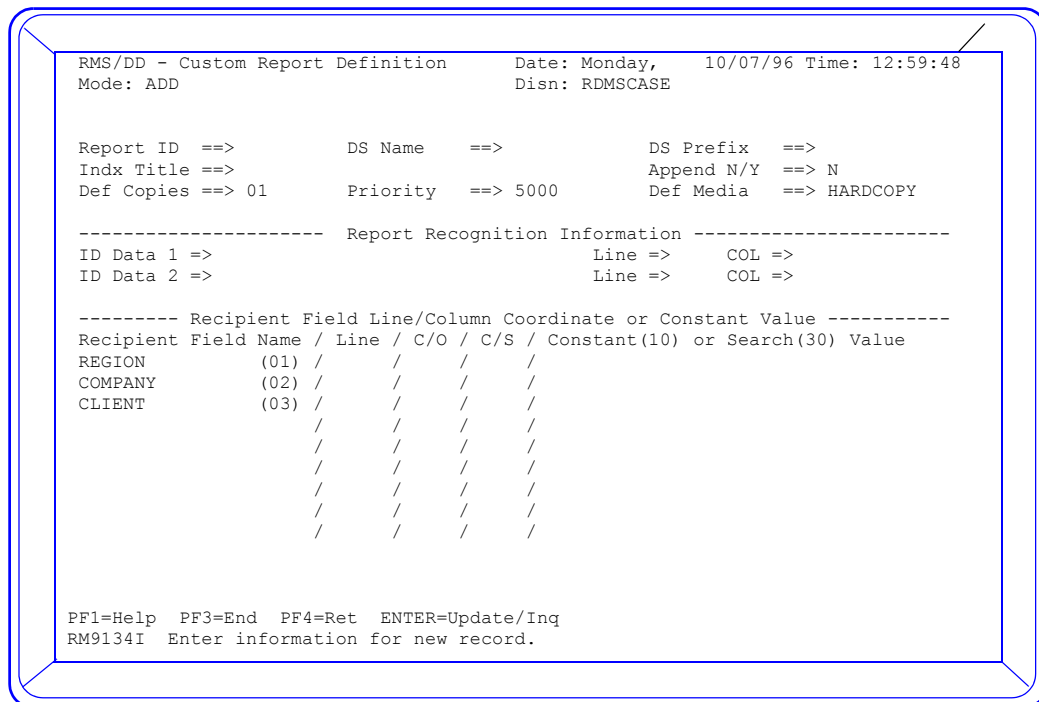 RMS/DD - Custom Report Definition      Date: Monday,    10/07/96 Time: 12:59:48
Mode: ADD                              Disn: RDMSCASE
Report ID  ==>          DS Name    ==>             DS Prefix   ==>
Indx Title ==>                                     Append N/Y  ==> N
Def Copies ==> 01       Priority   ==> 5000        Def Media   ==> HARDCOPY
----------------------  Report Recognition Information -----------------------
ID Data 1 =>                                  Line =>     COL =>
ID Data 2 =>                                  Line =>     COL =>
--------- Recipient Field Line/Column Coordinate or Constant Value -----------
Recipient Field Name / Line / C/O / C/S / Constant(10) or Search(30) Value
REGION          (01) /      /     /     /
COMPANY         (02) /      /     /     /
CLIENT          (03) /      /     /     /
                     /      /     /     /
                     /      /     /     /
                     /      /     /     /
                     /      /     /     /
                     /      /     /     /
                     /      /     /     /
PF1=Help  PF3=End  PF4=Ret  ENTER=Update/Inq
RM9134I  Enter information for new record.